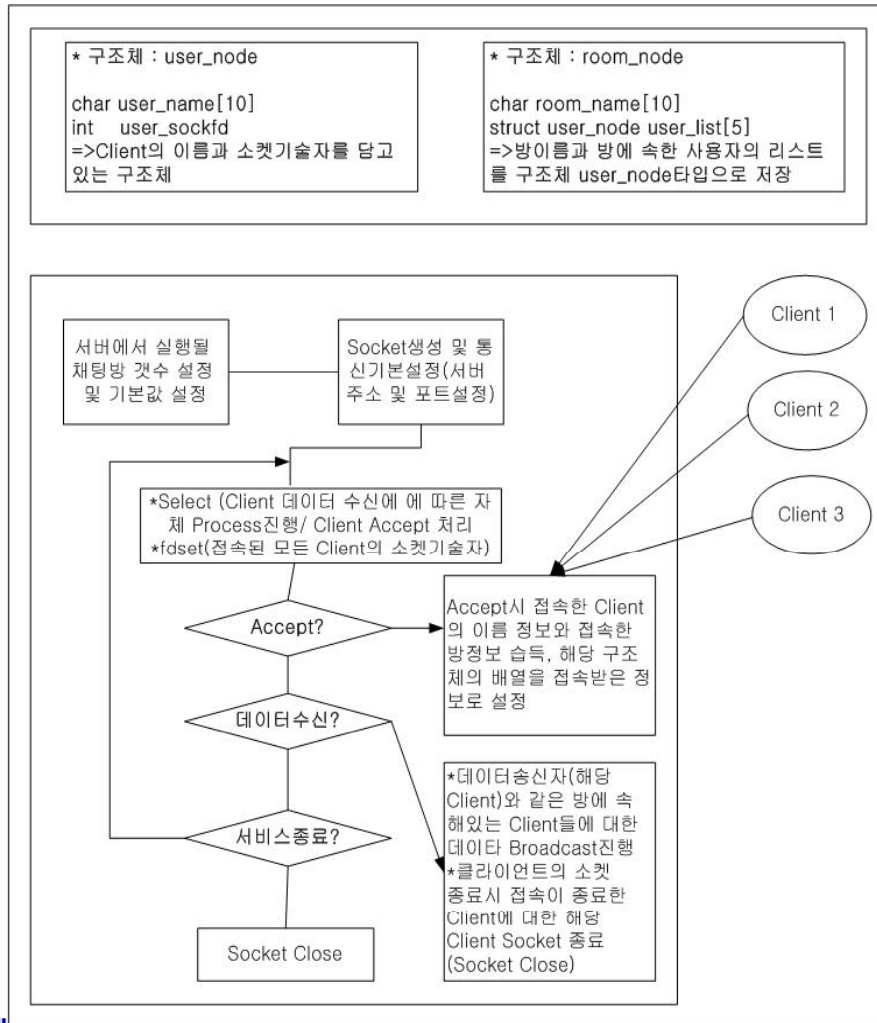 * 구조체 : user_node
char user_name[10]
int user_sockfd
=>Client의 이름과 소켓기술자를 담고
있는 구조체
* 구조체 : room_node
char room_name[10]
struct user_node user_list[5]
=>방이름과 방에 속한 사용자의 리스트
를 구조체 user_node타입으로 저장
서버에서 실행될
채팅방 갯수 설정
및 기본값 설정
Socket생성 및 통
신기본설정(서버
주소 및 포트설정)
Client 1
Client 2
Client 3
*Select (Client 데이터 수신에 에 따른 자
체 Process진행/ Client Accept 처리
*fdset(접속된 모든 Client의 소켓기술자)
Accept?
Accept시 접속한 Client
의 이름 정보와 접속한
방정보 습득, 해당 구조
체의 배열을 접속받은 정
보로 설정
데이터수신?
*데이터송신자(해당
Client)와 같은 방에 속
해있는 Client들에 대한
데이타 Broadcast진행
*클라이언트의 소켓
종료시 접속이 종료한
Client에 대한 해당
Client Socket 종료
(Socket Close)
서비스종료?
Socket Close